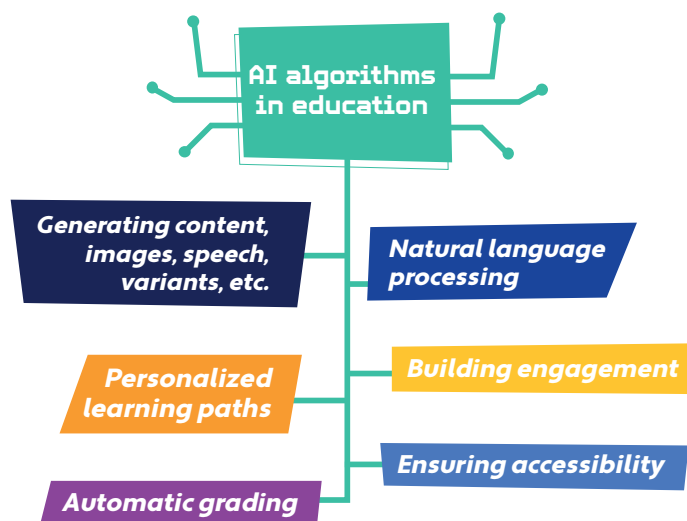 AI algorithms
in education
Generating content,
images, speech,
variants, etc.
Natural language
processing
Personalized
learning paths
Building engagement
Automatic grading
Ensuring accessibility